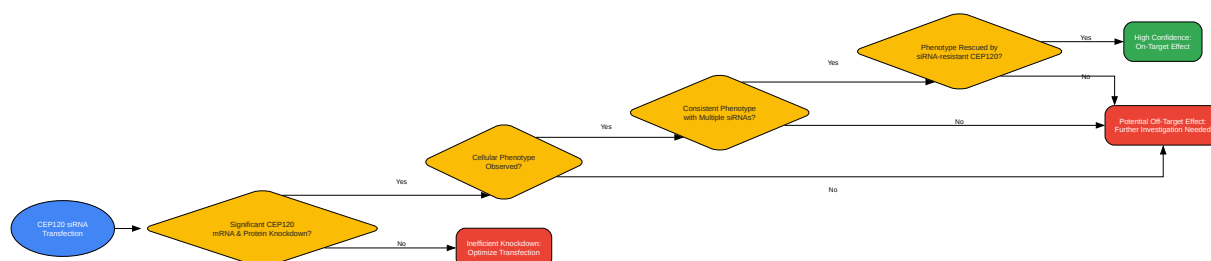 CEP120 siRNA
Transfection
Significant CEP120
mRNA & Protein Knockdown?
Yes
No
Inefficient Knockdown:
Optimize Transfection
Cellular Phenotype
Observed?
Yes
No
Consistent Phenotype
with Multiple siRNAs?
Yes
No
Phenotype Rescued by
siRNA-resistant CEP120?
Yes
No
High Confidence:
On-Target Effect
Potential Off-Target Effect:
Further Investigation Needed